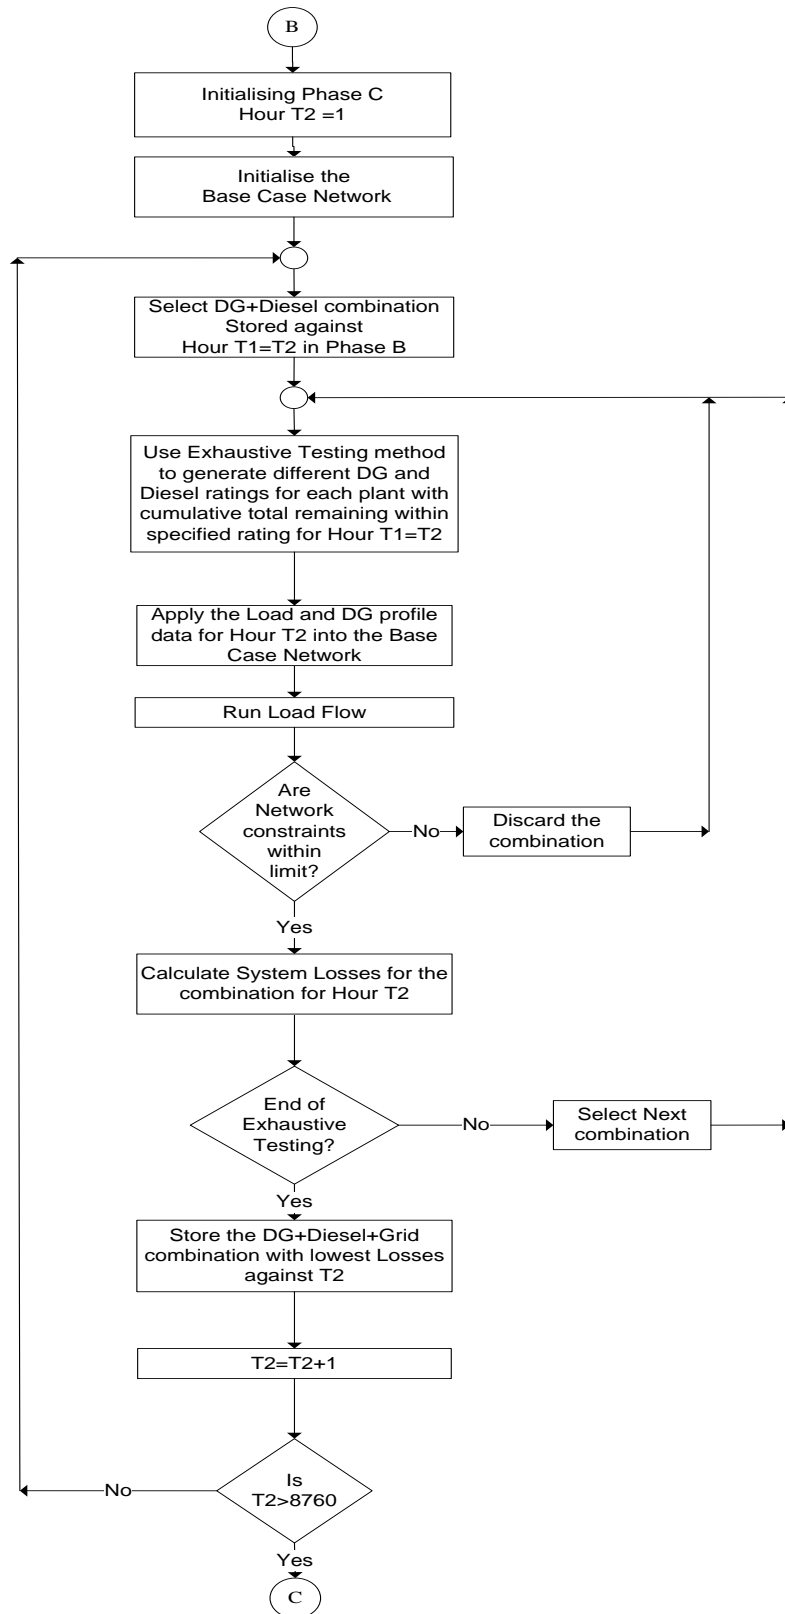 B
Initialising Phase C
Hour T2 =1
Initialise the
Base Case Network
Select DG+Diesel combination
Stored against
Hour T1=T2 in Phase B
Use Exhaustive Testing method
to generate different DG and
Diesel ratings for each plant with
cumulative total remaining within
specified rating for Hour T1=T2
Apply the Load and DG profile
data for Hour T2 into the Base
Case Network
Run Load Flow
Are
Network
constraints
within
limit?
No
Discard the
combination
Yes
Calculate System Losses for the
combination for Hour T2
End of
Exhaustive
Testing?
No
Select Next
combination
Yes
Store the DG+Diesel+Grid
combination with lowest Losses
against T2
T2=T2+1
Is
T2>8760
No
Yes
C